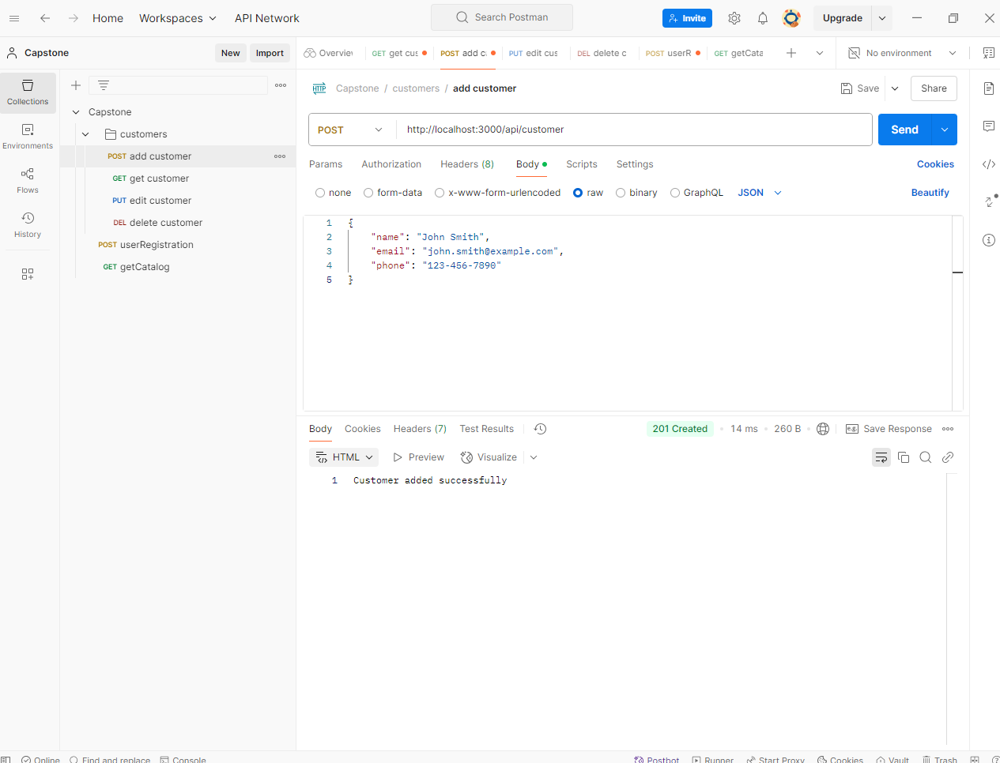 Home Workspaces API Network Search Postman Invite Upgrade
Capstone New Import Overview GET get cus POST add c PUT edit cus DEL delete c POST userR GET getCata No environment
Collections
Environments
Flows
History
Capstone
customers
POST add customer
GET get customer
PUT edit customer
DEL delete customer
POST userRegistration
GET getCatalog
HTTP Capstone / customers / add customer Save Share
POST http://localhost:3000/api/customer Send
Params Authorization Headers (8) Body Scripts Settings Cookies
none form-data x-www-form-urlencoded raw binary GraphQL JSON Beautify
1 {
2 "name": "John Smith",
3 "email": "john.smith@example.com",
4 "phone": "123-456-7890"
5 }
Body Cookies Headers (7) Test Results 201 Created 14 ms 260 B e.g. Save Response
HTML Preview Visualize
1 Customer added successfully
Online Find and replace Console Postbot Runner Start Proxy Cookies Vault Trash